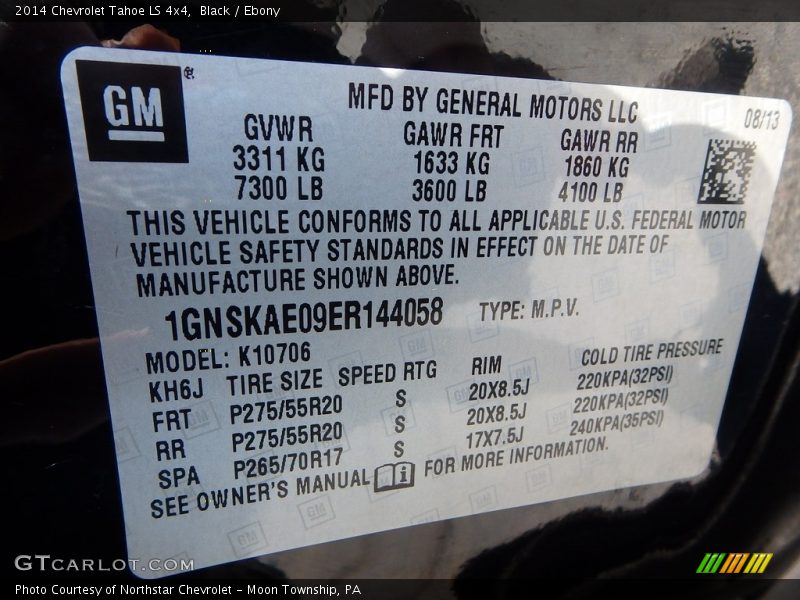 2014 Chevrolet Tahoe LS 4x4,  Black / Ebony
GM ®
MFD BY GENERAL MOTORS LLC
08/13
GVWR GAWR FRT GAWR RR
3311 KG 1633 KG 1860 KG
7300 LB 3600 LB 4100 LB
THIS VEHICLE CONFORMS TO ALL APPLICABLE U.S. FEDERAL MOTOR
VEHICLE SAFETY STANDARDS IN EFFECT ON THE DATE OF
MANUFACTURE SHOWN ABOVE.
1GNSKAE09ER144058 TYPE: M.P.V.
MODEL: K10706
KH6J TIRE SIZE SPEED RTG RIM COLD TIRE PRESSURE
FRT P275/55R20 S 20X8.5J 220KPA(32PSI)
RR P275/55R20 S 20X8.5J 220KPA(32PSI)
SPA P265/70R17 S 17X7.5J 240KPA(35PSI)
SEE OWNER'S MANUAL i FOR MORE INFORMATION.
GTCARLOT.COM
Photo Courtesy of Northstar Chevrolet - Moon Township, PA